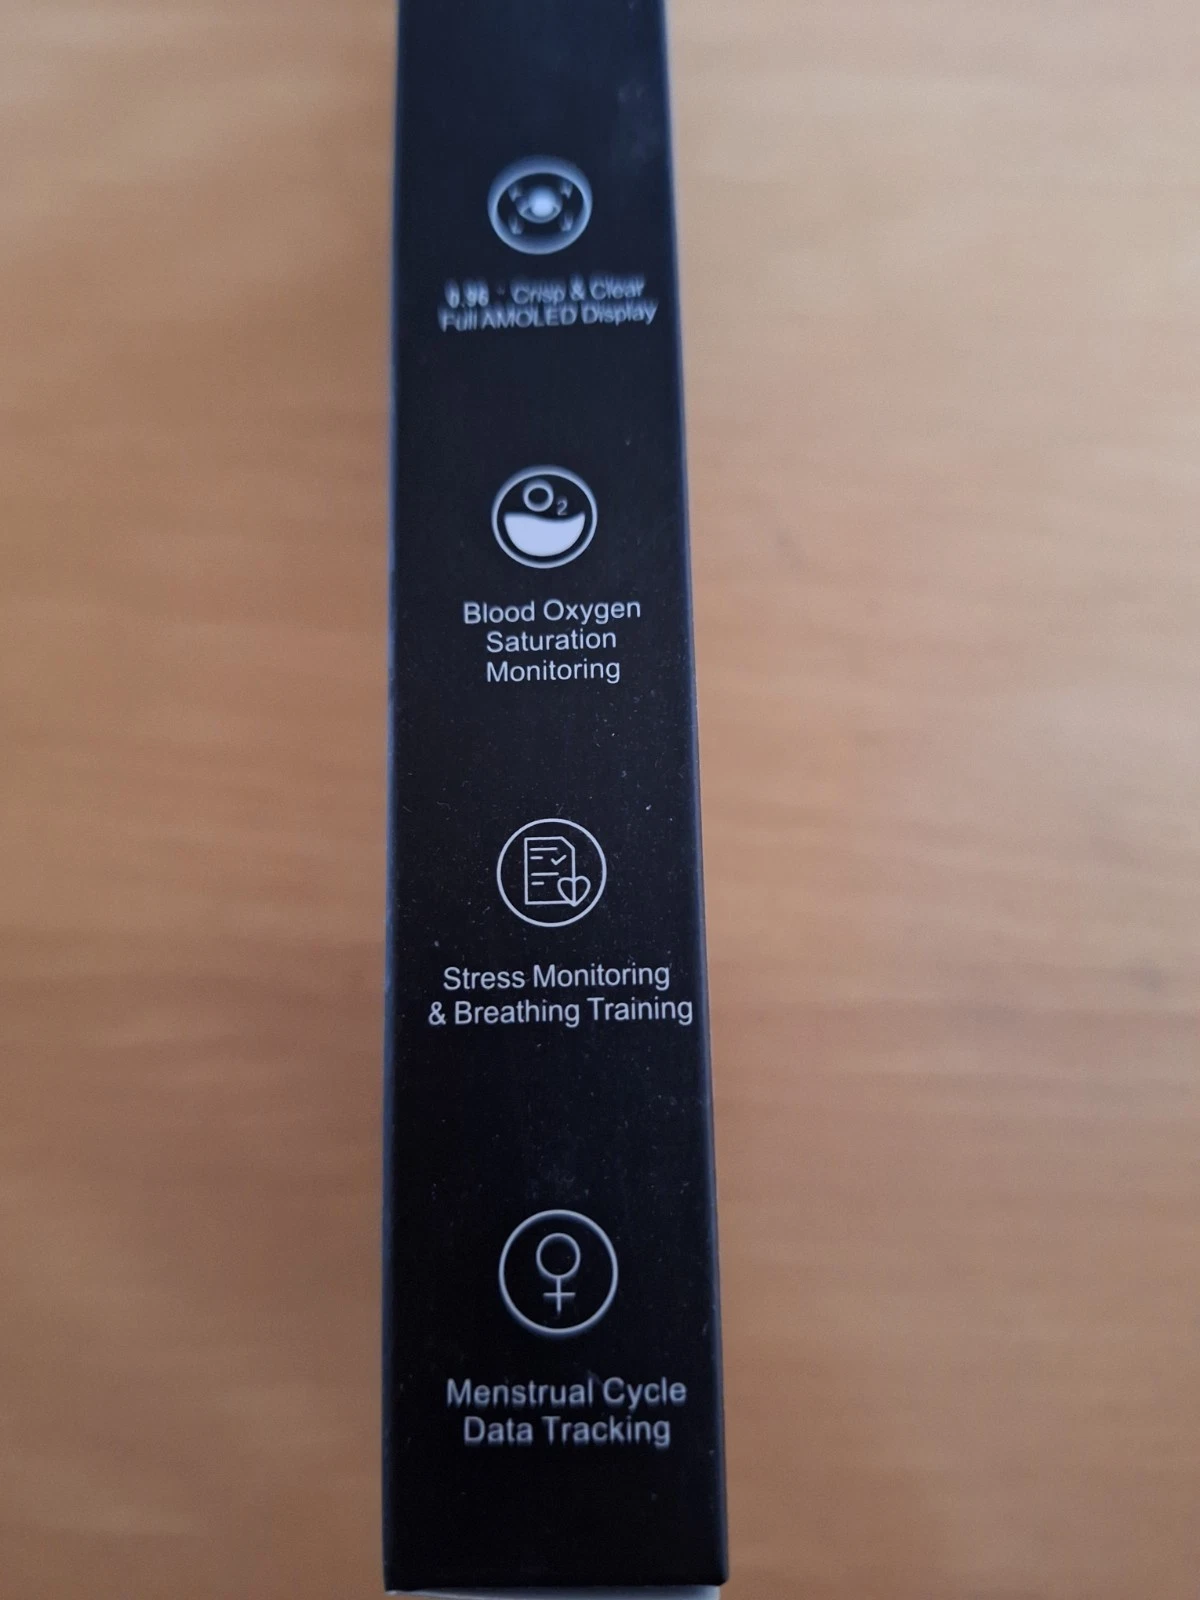 0.96" Crisp & Clear
Full AMOLED Display
O2
Blood Oxygen
Saturation
Monitoring
Stress Monitoring
& Breathing Training
Menstrual Cycle
Data Tracking